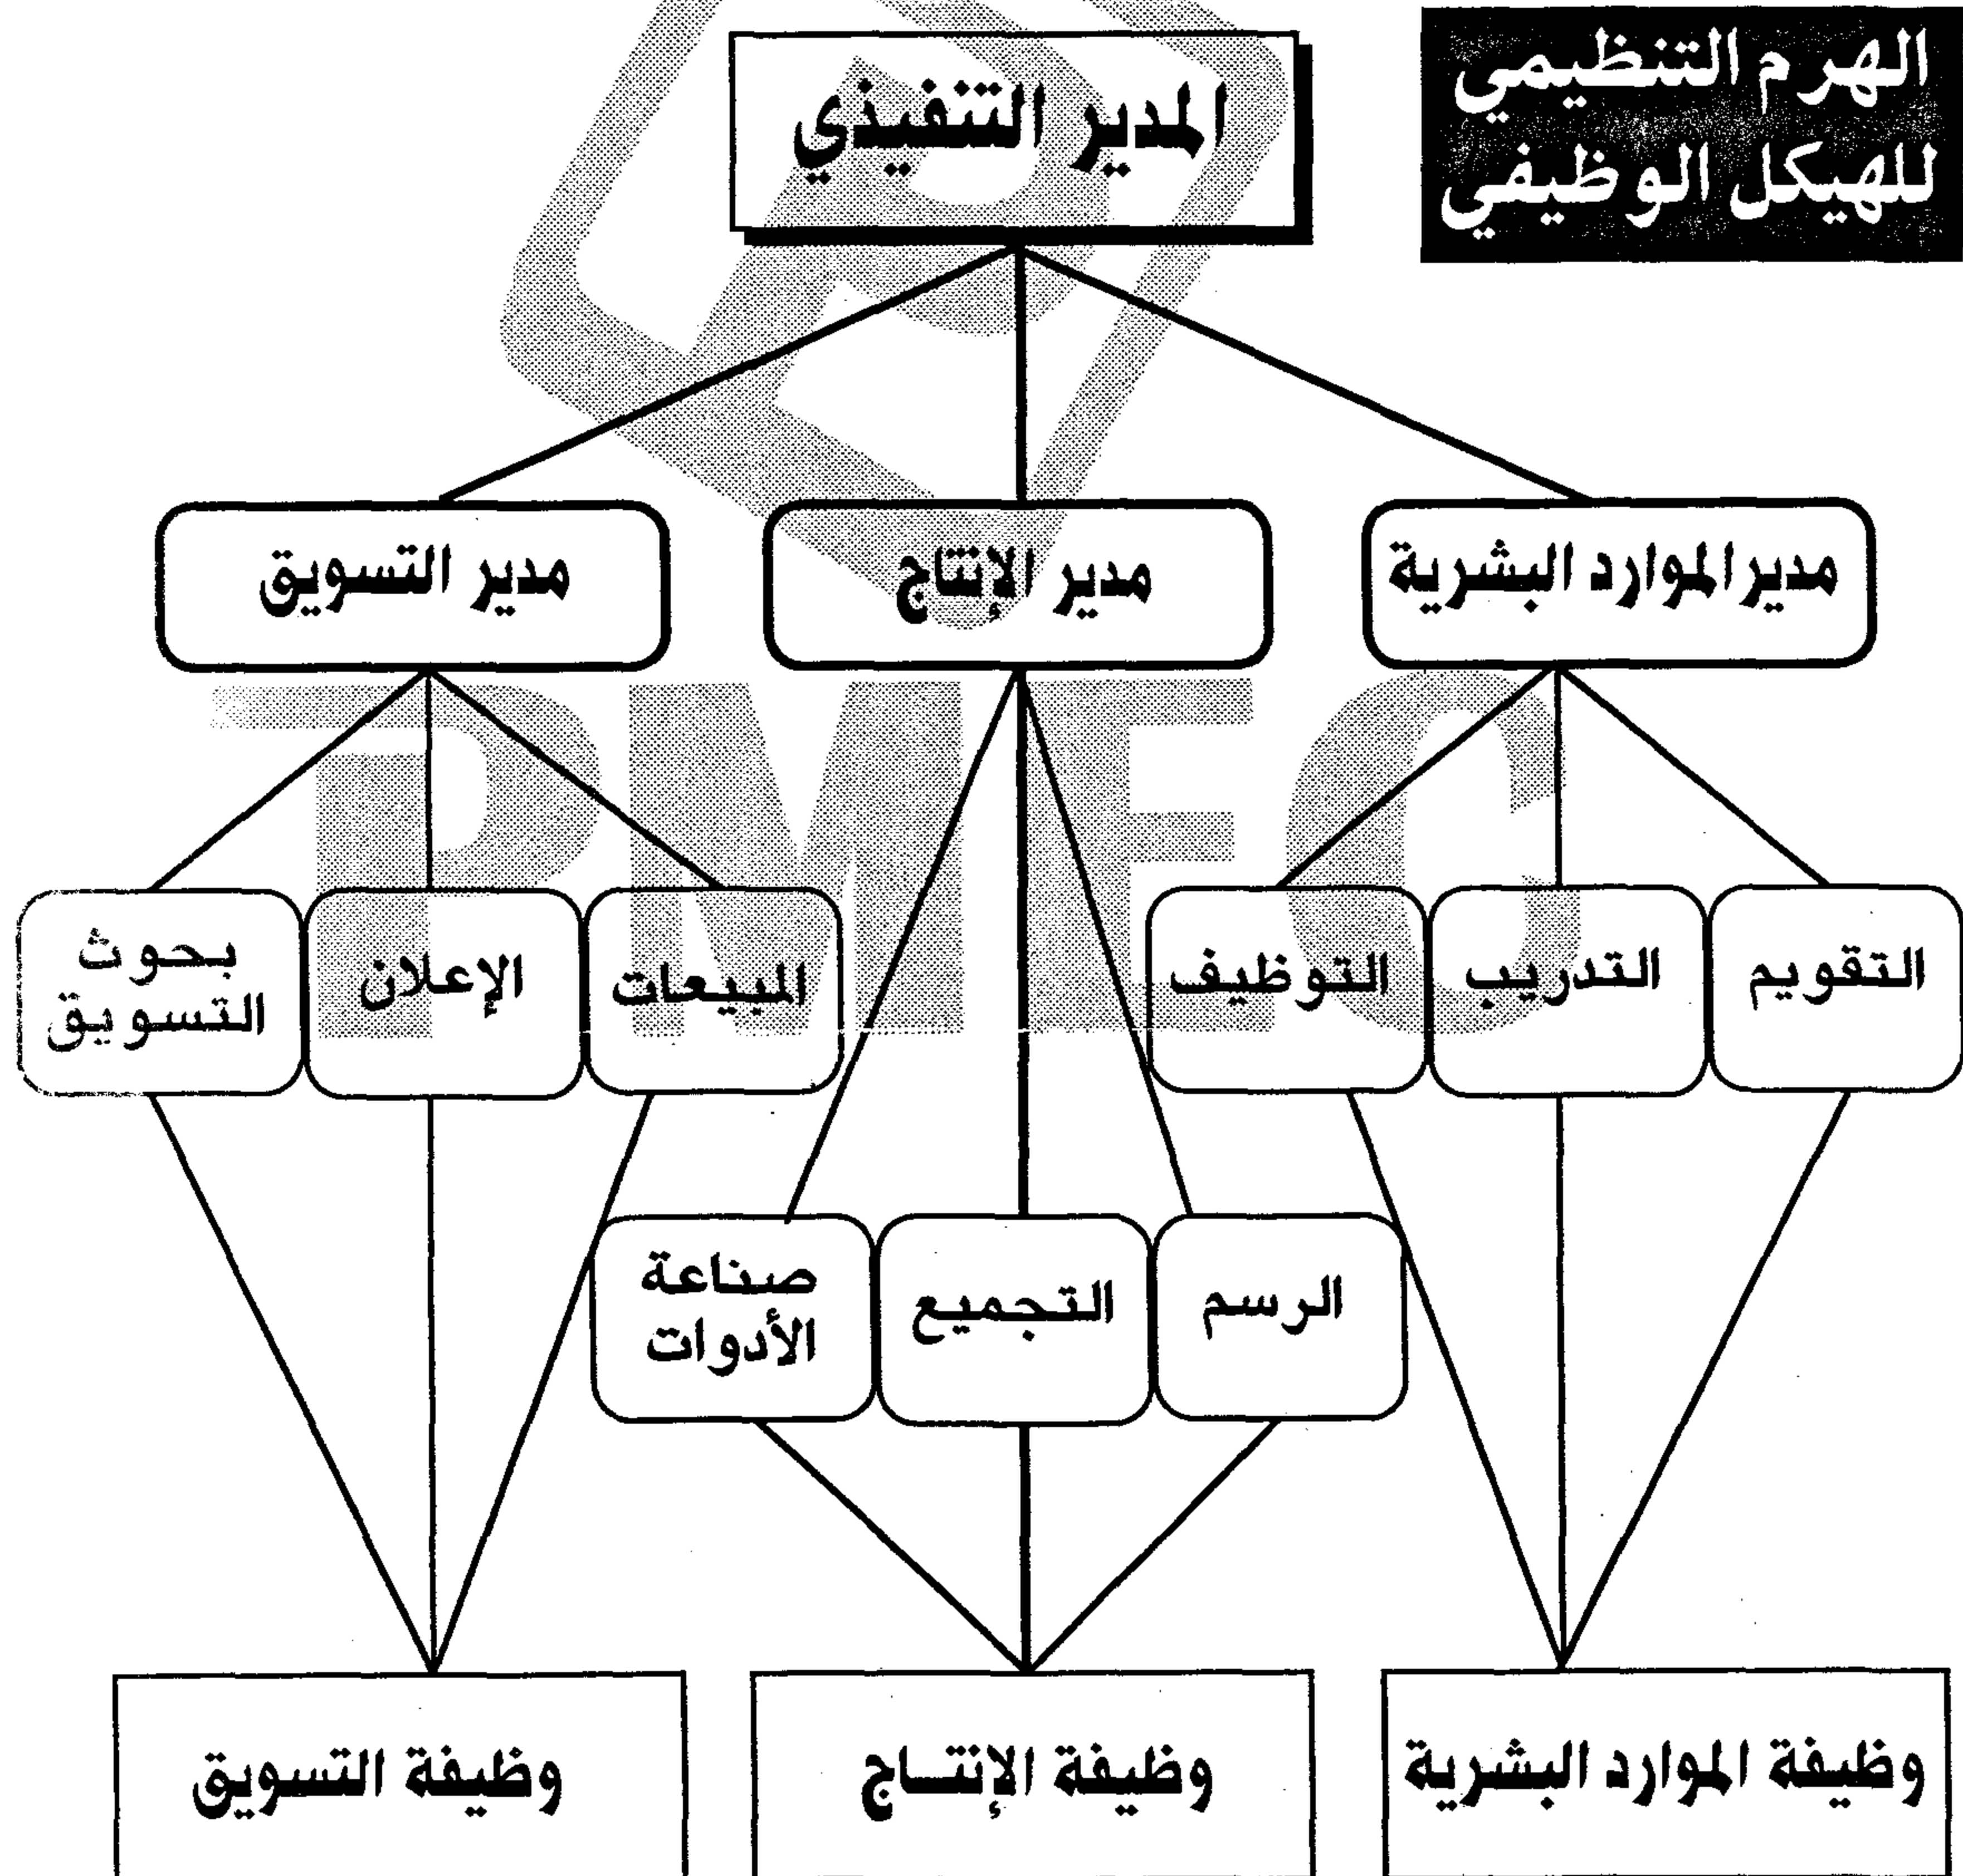 الهرم التنظيمي
للهيكل الوظيفي
المدير التنفيذي
مدير الموارد البشرية
مدير الإنتاج
مدير التسويق
التقويم
التدريب
التوظيف
المبيعات
الإعلان
بحوث
التسويق
الرسم
التجميع
صناعة
الأدوات
وظيفة الموارد البشرية
وظيفة الإنتاج
وظيفة التسويق
PMEC